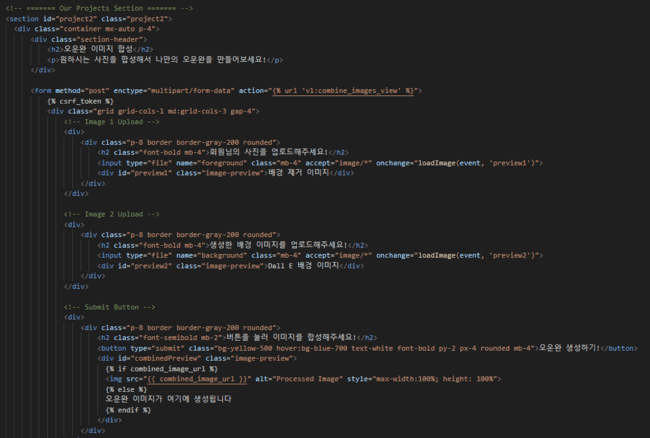 <!-- ======= Our Projects Section ======= -->
<section id="project2" class="project2">
<div class="container mx-auto p-4">
<div class="section-header">
<h2>오운완 이미지 합성</h2>
<p>원하시는 사진을 합성해서 나만의 오운완을 만들어보세요!</p>
</div>
<form method="post" enctype="multipart/form-data" action="{% url 'v1:combine_images_view' %}">
{% csrf_token %}
<div class="grid grid-cols-1 md:grid-cols-3 gap-4">
<!-- Image 1 Upload -->
<div>
<div class="p-8 border border-gray-200 rounded">
<h2 class="font-bold mb-4">회원님의 사진을 업로드해주세요!</h2>
<input type="file" name="foreground" class="mb-4" accept="image/*" onchange="loadImage(event, 'preview1')">
<div id="preview1" class="image-preview">배경 제거 이미지</div>
</div>
</div>
<!-- Image 2 Upload -->
<div>
<div class="p-8 border border-gray-200 rounded">
<h2 class="font-bold mb-4">생성한 배경 이미지를 업로드해주세요!</h2>
<input type="file" name="background" class="mb-4" accept="image/*" onchange="loadImage(event, 'preview2')">
<div id="preview2" class="image-preview">Dall E 배경 이미지</div>
</div>
</div>
<!-- Submit Button -->
<div>
<div class="p-8 border border-gray-200 rounded">
<h2 class="font-semibold mb-2">버튼을 눌러 이미지를 합성해주세요!</h2>
<button type="submit" class="bg-yellow-500 hover:bg-blue-700 text-white font-bold py-2 px-4 rounded mb-4">오운완 생성하기!</button>
<div id="combinedPreview" class="image-preview">
{% if combined_image_url %}
<img src="{{ combined_image_url }}" alt="Processed Image" style="max-width:100%; height: 100%">
{% else %}
오운완 이미지가 여기에 생성됩니다
{% endif %}
</div>
</div>